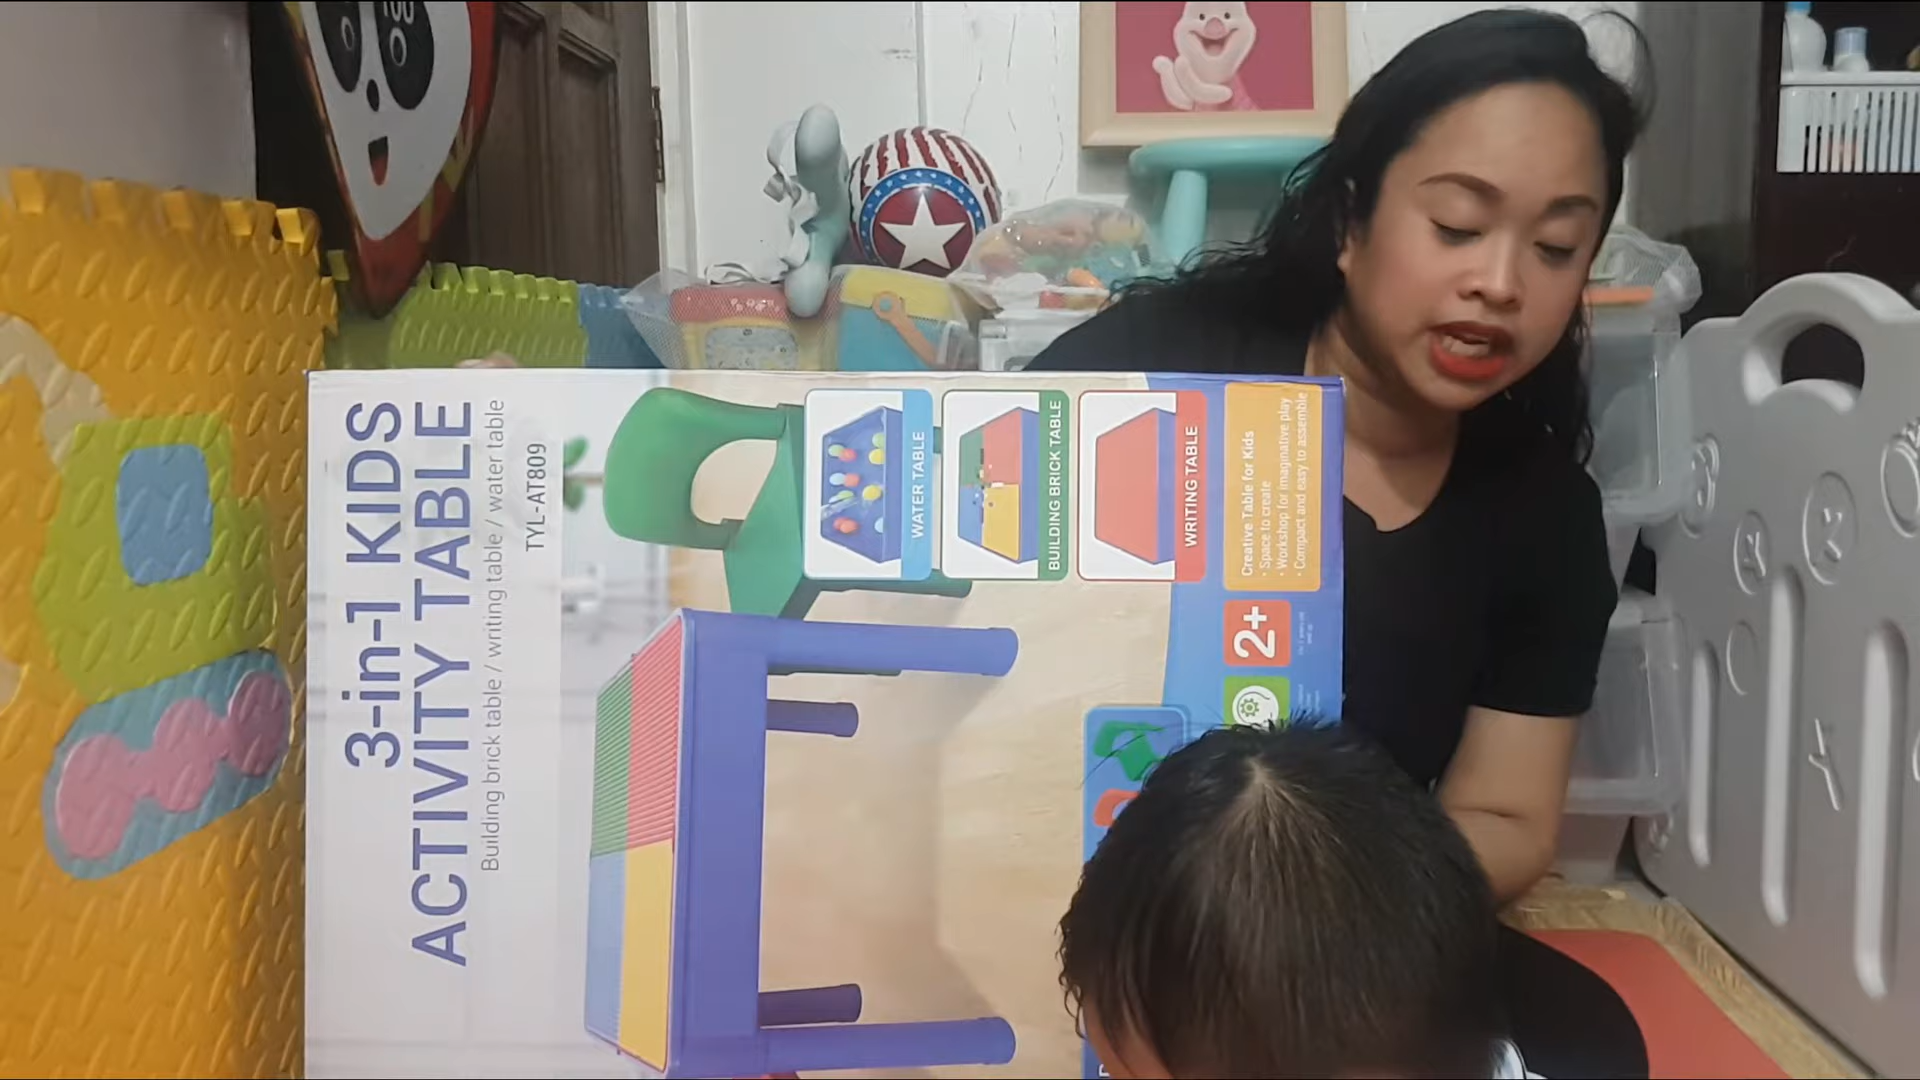 3-in-1 KIDS
ACTIVITY TABLE
Building brick table / writing table / water table
TYL-AT809
WATER TABLE
BUILDING BRICK TABLE
WRITING TABLE
Creative Table for Kids
• Space to create
• Workshop for imaginative play
• Compact and easy to assemble
2+
100